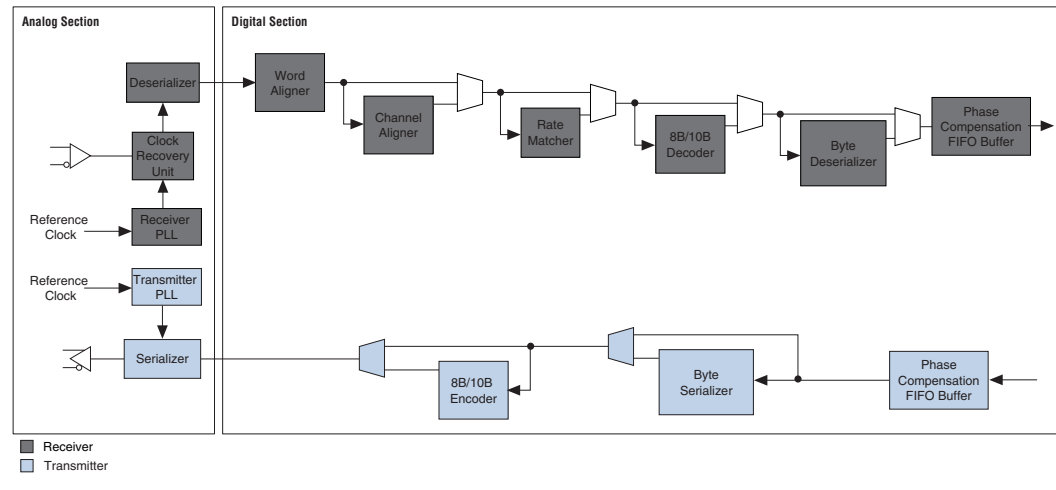 Analog Section
Digital Section
Deserializer
Word
Aligner
Channel
Aligner
Rate
Matcher
8B/10B
Decoder
Byte
Deserializer
Phase
Compensation
FIFO Buffer
Clock
Recovery
Unit
Reference
Clock
Receiver
PLL
Reference
Clock
Transmitter
PLL
Serializer
8B/10B
Encoder
Byte
Serializer
Phase
Compensation
FIFO Buffer
Receiver
Transmitter